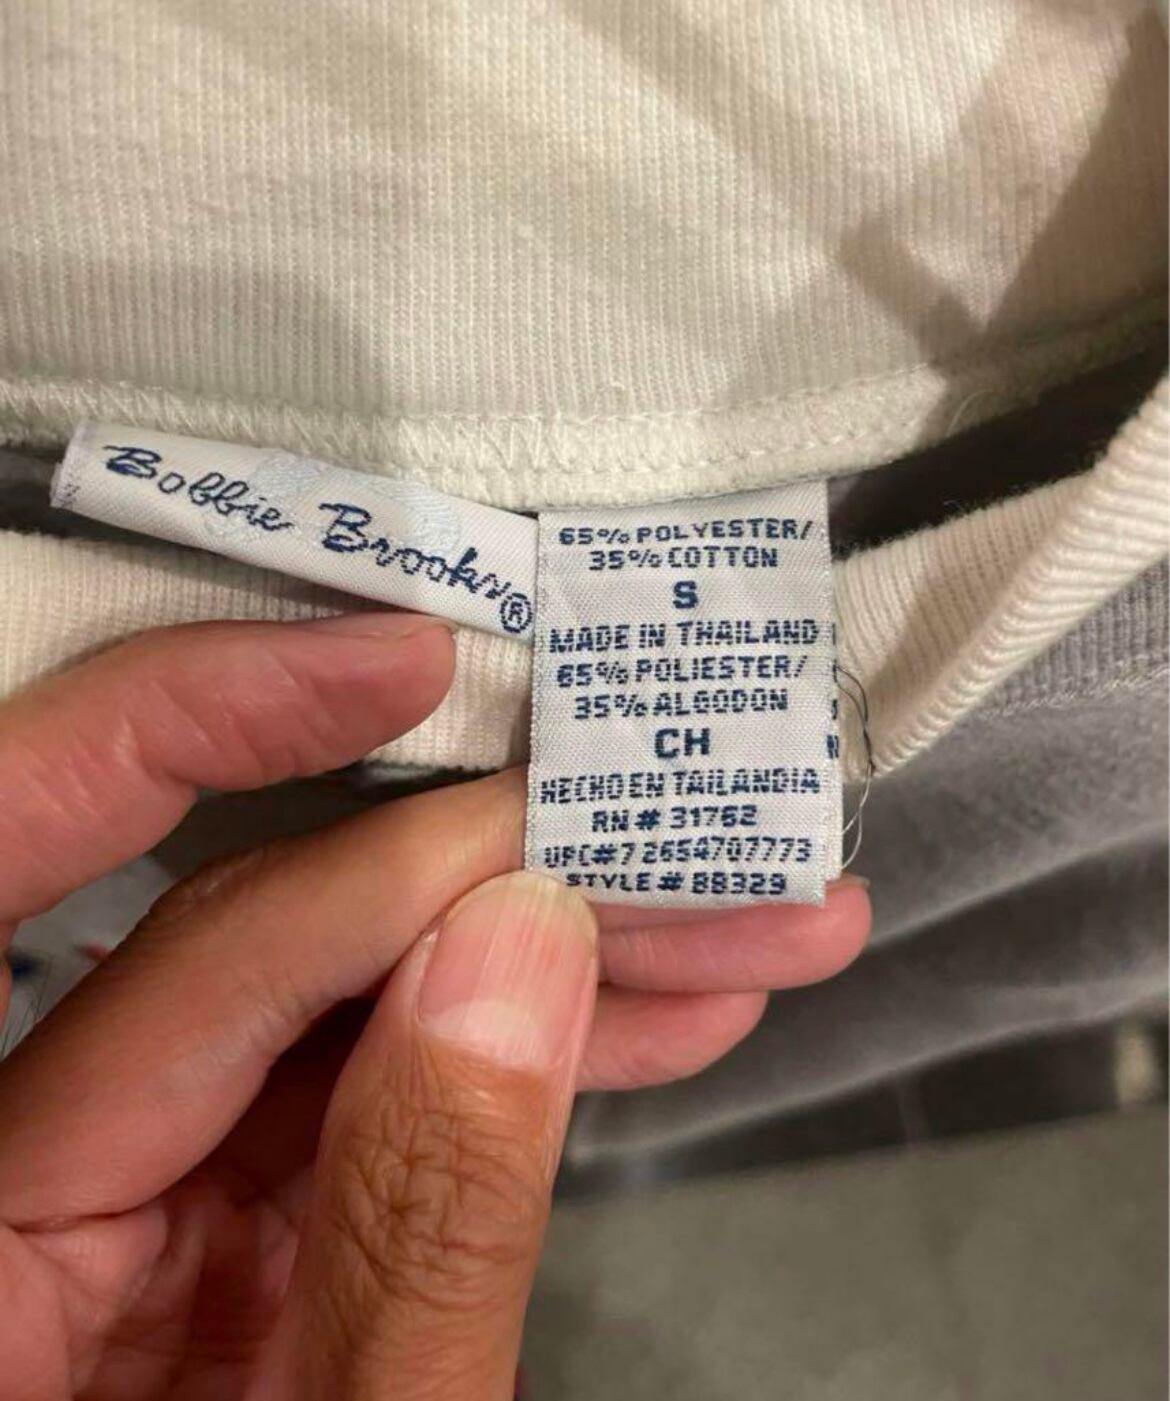 Bobbie Brooks®
65% POLYESTER/
35% COTTON
S
MADE IN THAILAND
65% POLIESTER/
35% ALGODON
CH
HECHO EN TAILANDIA
RN # 31762
UPC# 7 2654707773
STYLE # 88329